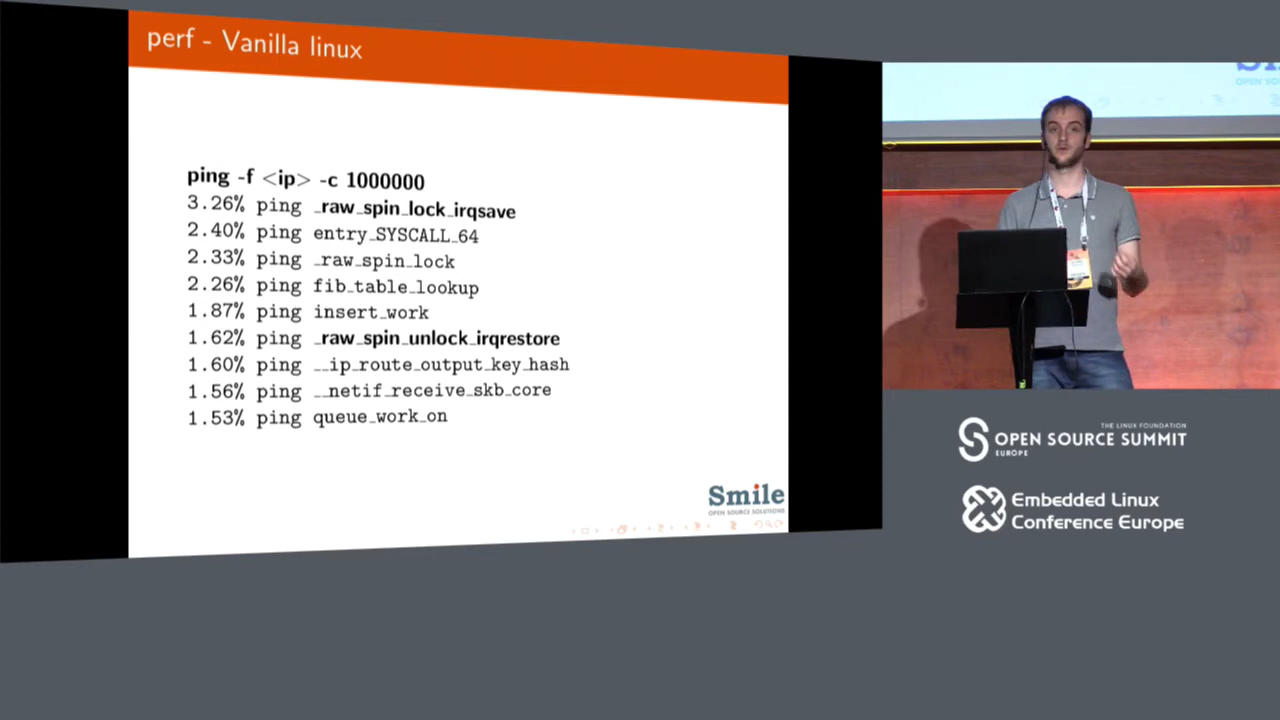 perf - Vanilla linux
ping -f <ip> -c 1000000
3.26% ping _raw_spin_lock_irqsave
2.40% ping entry_SYSCALL_64
2.33% ping _raw_spin_lock
2.26% ping fib_table_lookup
1.87% ping insert_work
1.62% ping _raw_spin_unlock_irqrestore
1.60% ping __ip_route_output_key_hash
1.56% ping __netif_receive_skb_core
1.53% ping queue_work_on
Smile
OPEN SOURCE SOLUTIONS
THE LINUX FOUNDATION
OPEN SOURCE SUMMIT
EUROPE
Embedded Linux
Conference Europe